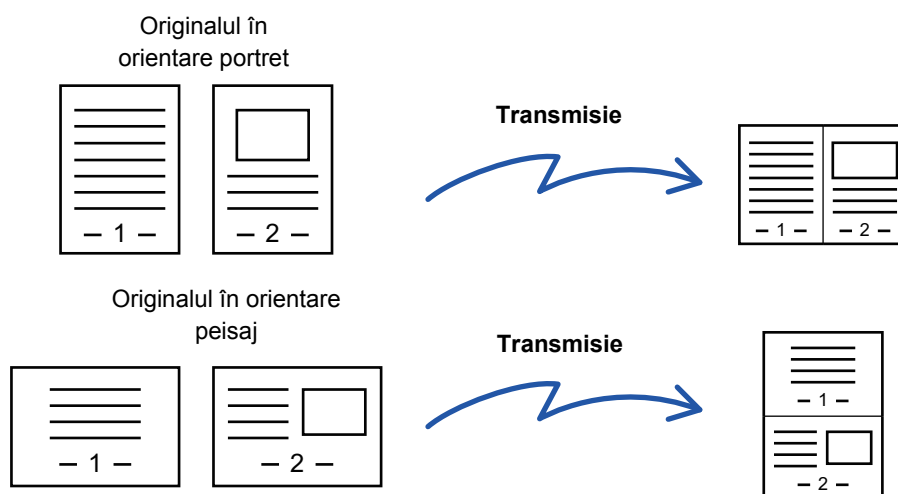 Originalul în
orientare portret
Transmisie
– 1 –
– 2 –
– 1 –
– 2 –
Originalul în orientare
peisaj
Transmisie
– 1 –
– 2 –
– 1 –
– 2 –